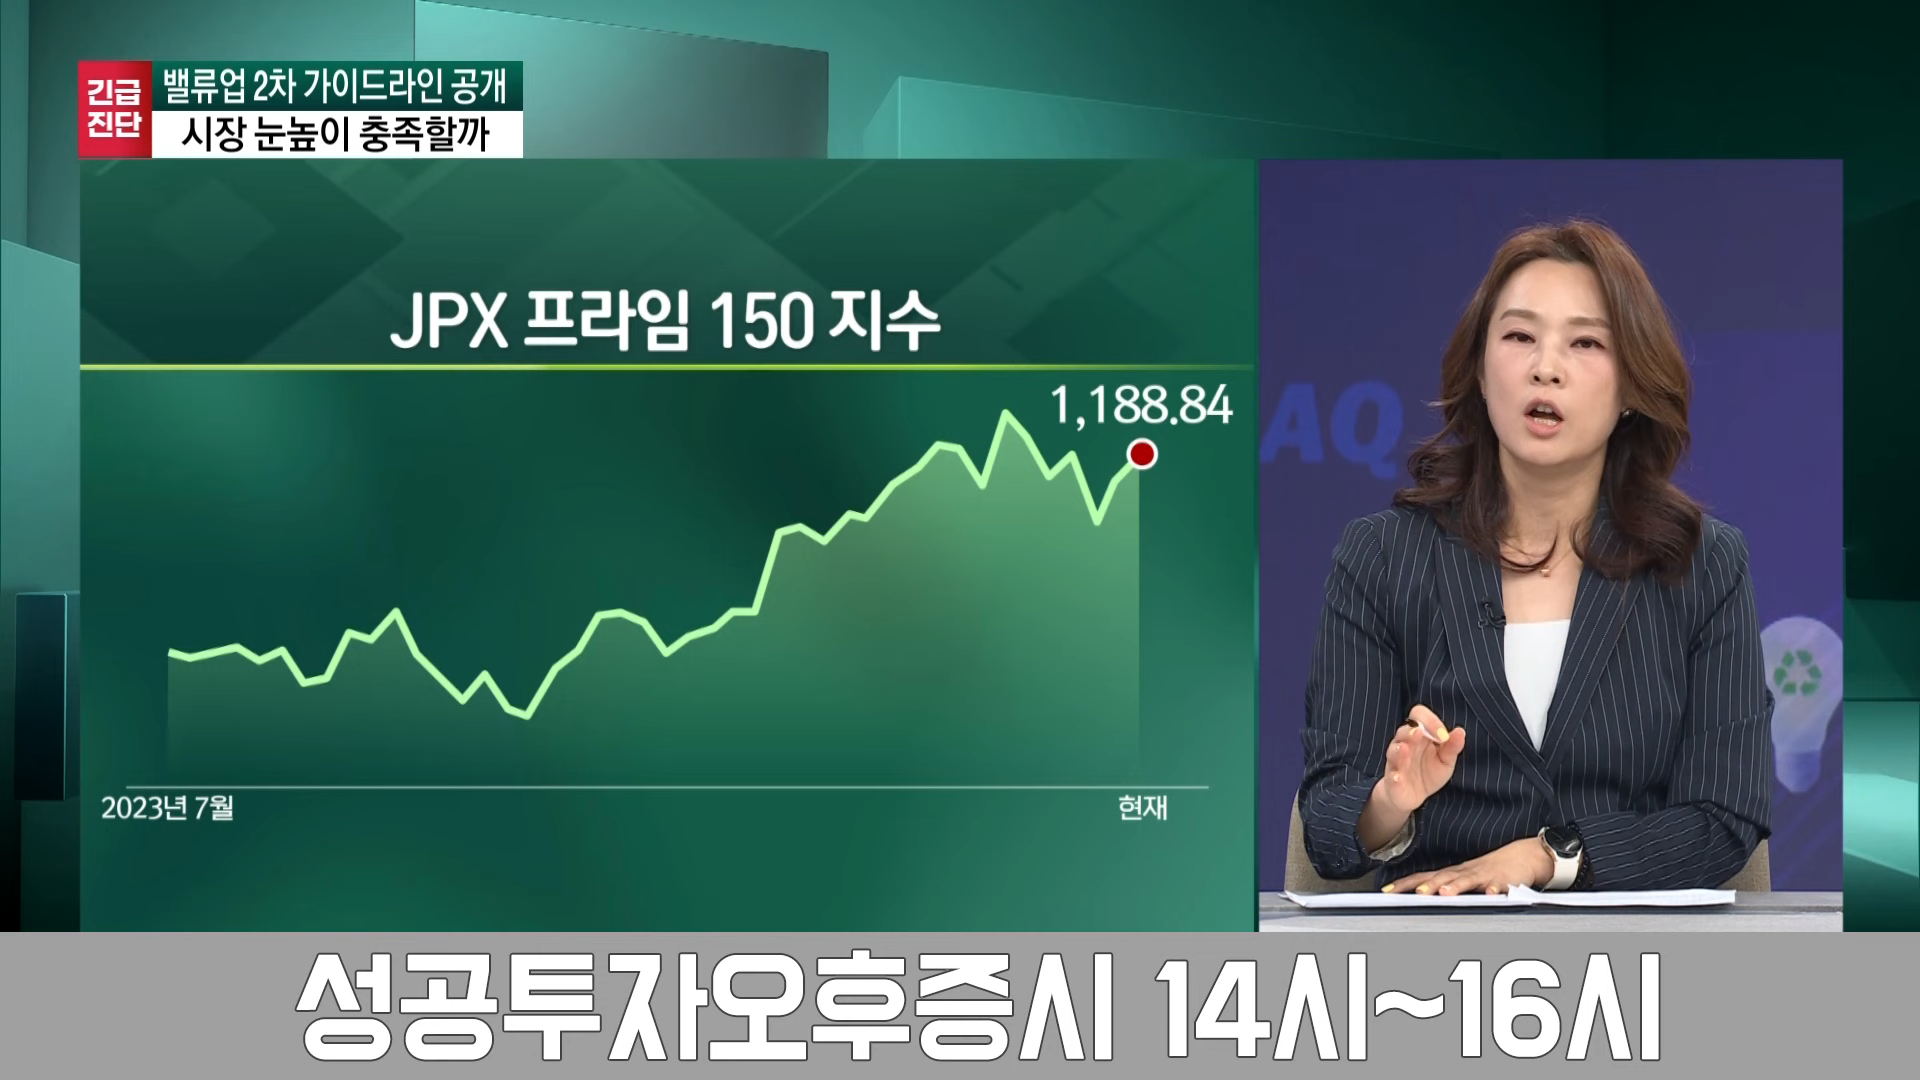 긴급
진단
밸류업 2차 가이드라인 공개
시장 눈높이 충족할까
JPX 프라임 150 지수
1,188.84
AQ
2023년 7월
현재
성공투자오후증시 14시~16시